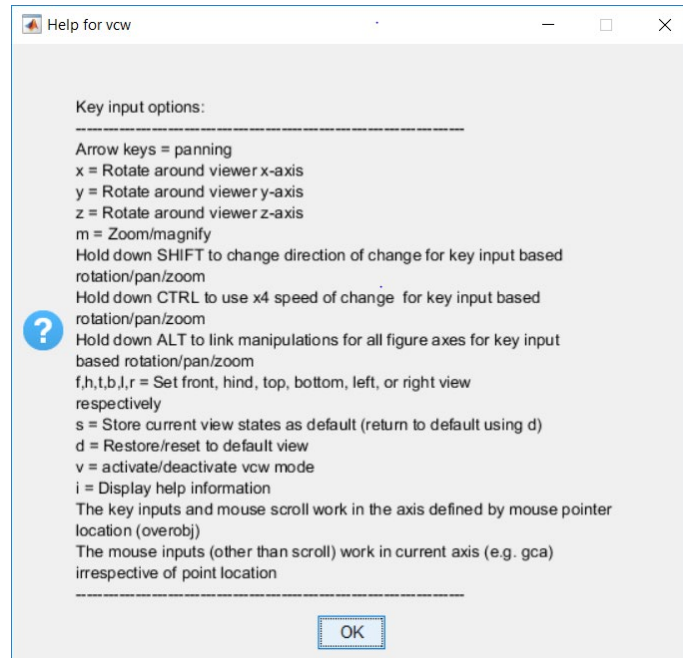 Help for vcw
Key input options:
------------------------------------------------------------------------
Arrow keys = panning
x = Rotate around viewer x-axis
y = Rotate around viewer y-axis
z = Rotate around viewer z-axis
m = Zoom/magnify
Hold down SHIFT to change direction of change for key input based
rotation/pan/zoom
Hold down CTRL to use x4 speed of change  for key input based
rotation/pan/zoom
Hold down ALT to link manipulations for all figure axes for key input
based rotation/pan/zoom
f,h,t,b,l,r = Set front, hind, top, bottom, left, or right view
respectively
s = Store current view states as default (return to default using d)
d = Restore/reset to default view
v = activate/deactivate vcw mode
i = Display help information
The key inputs and mouse scroll work in the axis defined by mouse pointer
location (overobj)
The mouse inputs (other than scroll) work in current axis (e.g. gca)
irrespective of point location
------------------------------------------------------------------------
OK